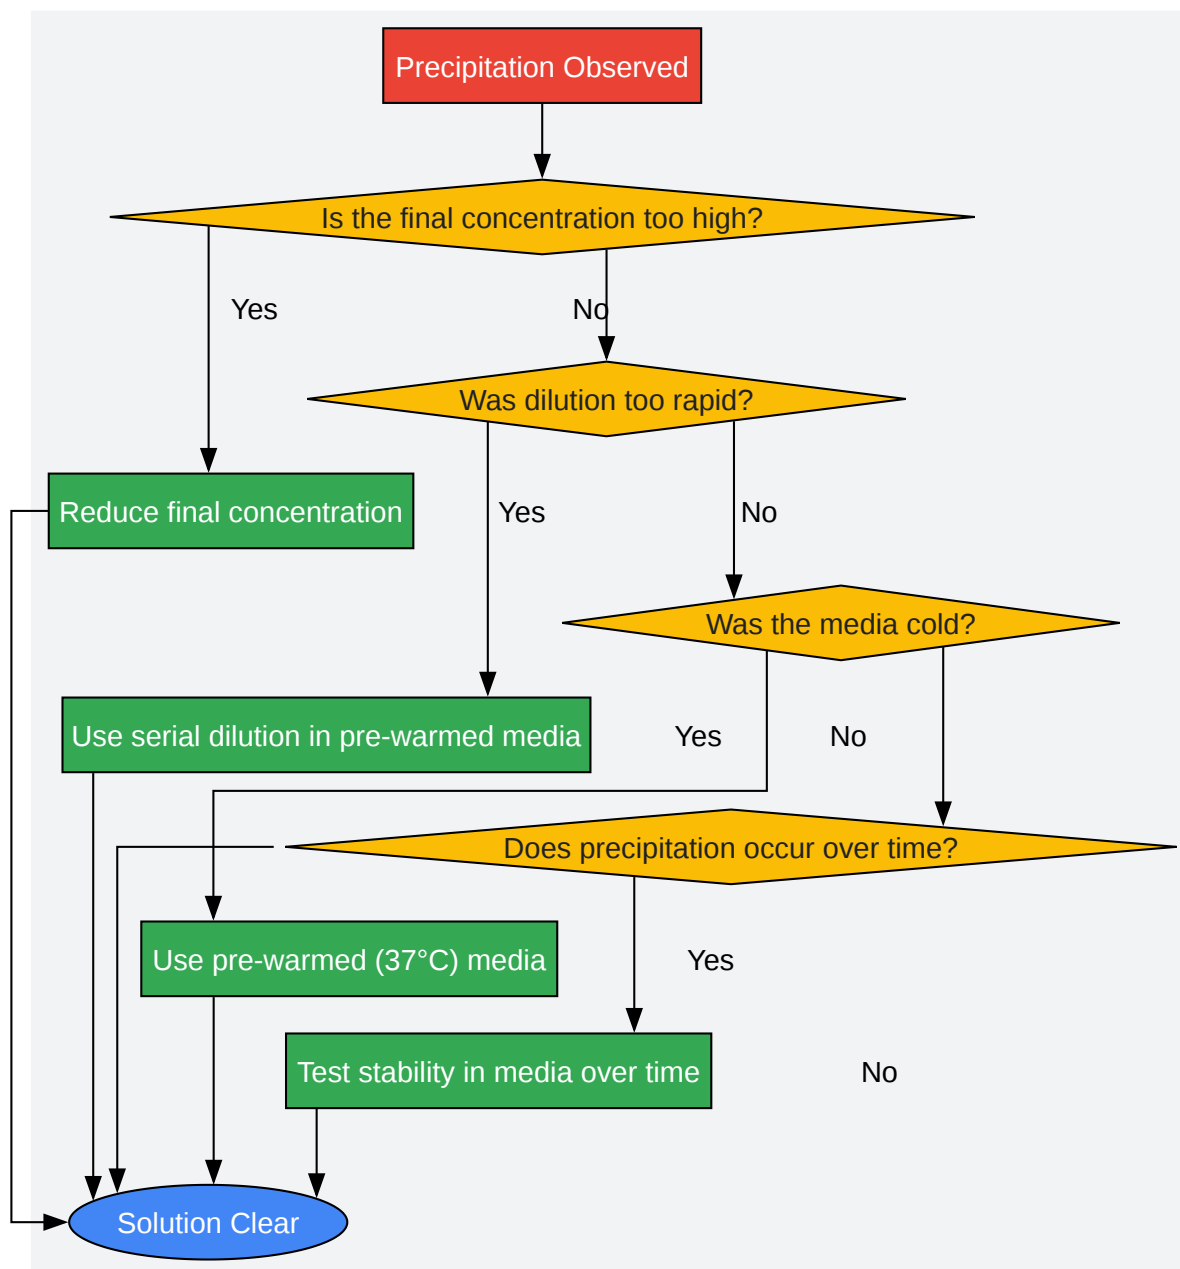 Precipitation Observed
Is the final concentration too high?
Yes
No
Was dilution too rapid?
Reduce final concentration
Yes
No
Was the media cold?
Use serial dilution in pre-warmed media
Yes
No
Does precipitation occur over time?
Use pre-warmed (37°C) media
Yes
Test stability in media over time
No
Solution Clear